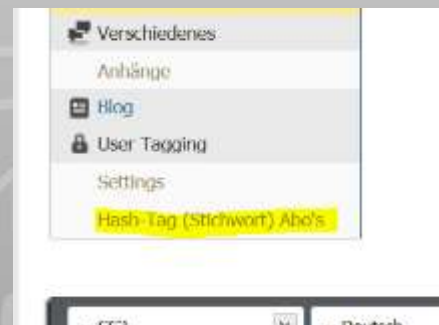 Verschiedenes
Anhänge
Blog
User Tagging
Settings
Hash-Tag (Stichwort) Abo's
Deutsch